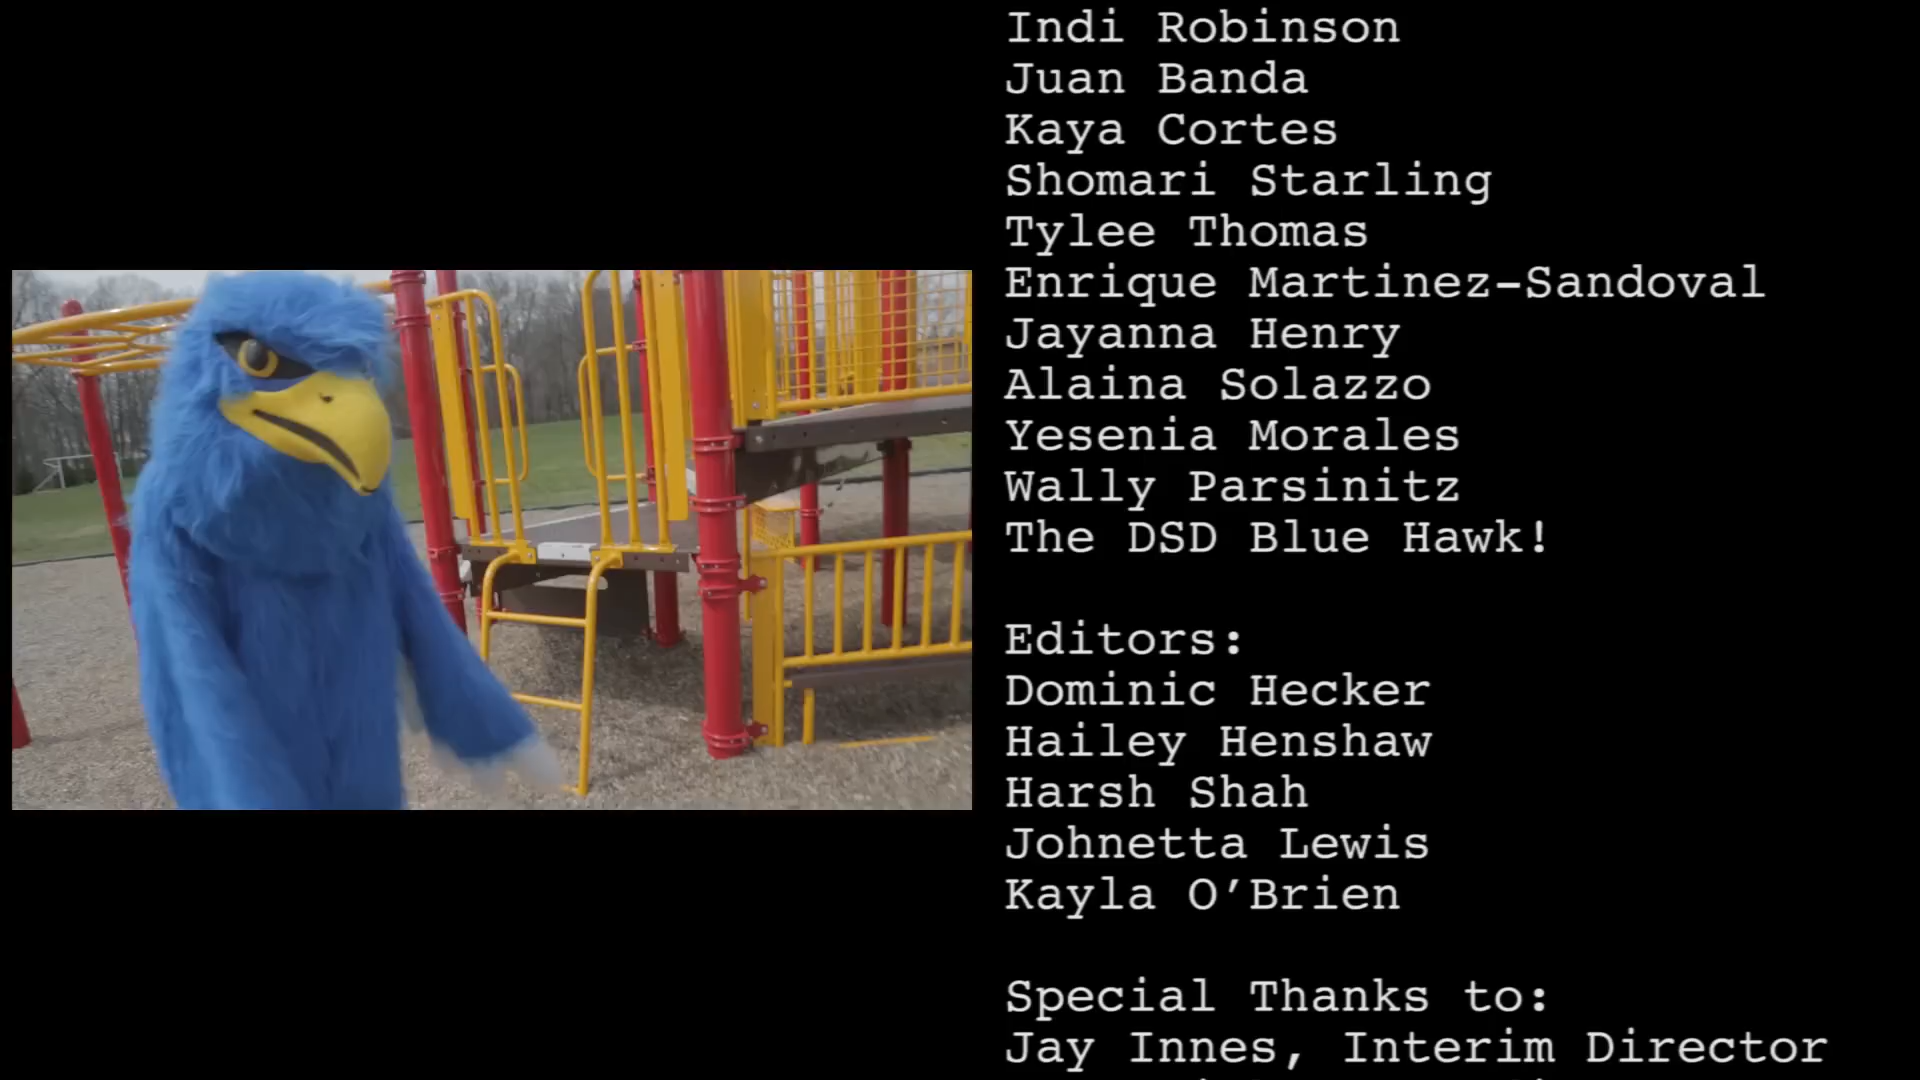 Indi Robinson
Juan Banda
Kaya Cortes
Shomari Starling
Tylee Thomas
Enrique Martinez-Sandoval
Jayanna Henry
Alaina Solazzo
Yesenia Morales
Wally Parsinitz
The DSD Blue Hawk!
Editors:
Dominic Hecker
Hailey Henshaw
Harsh Shah
Johnetta Lewis
Kayla O’Brien
Special Thanks to:
Jay Innes, Interim Director